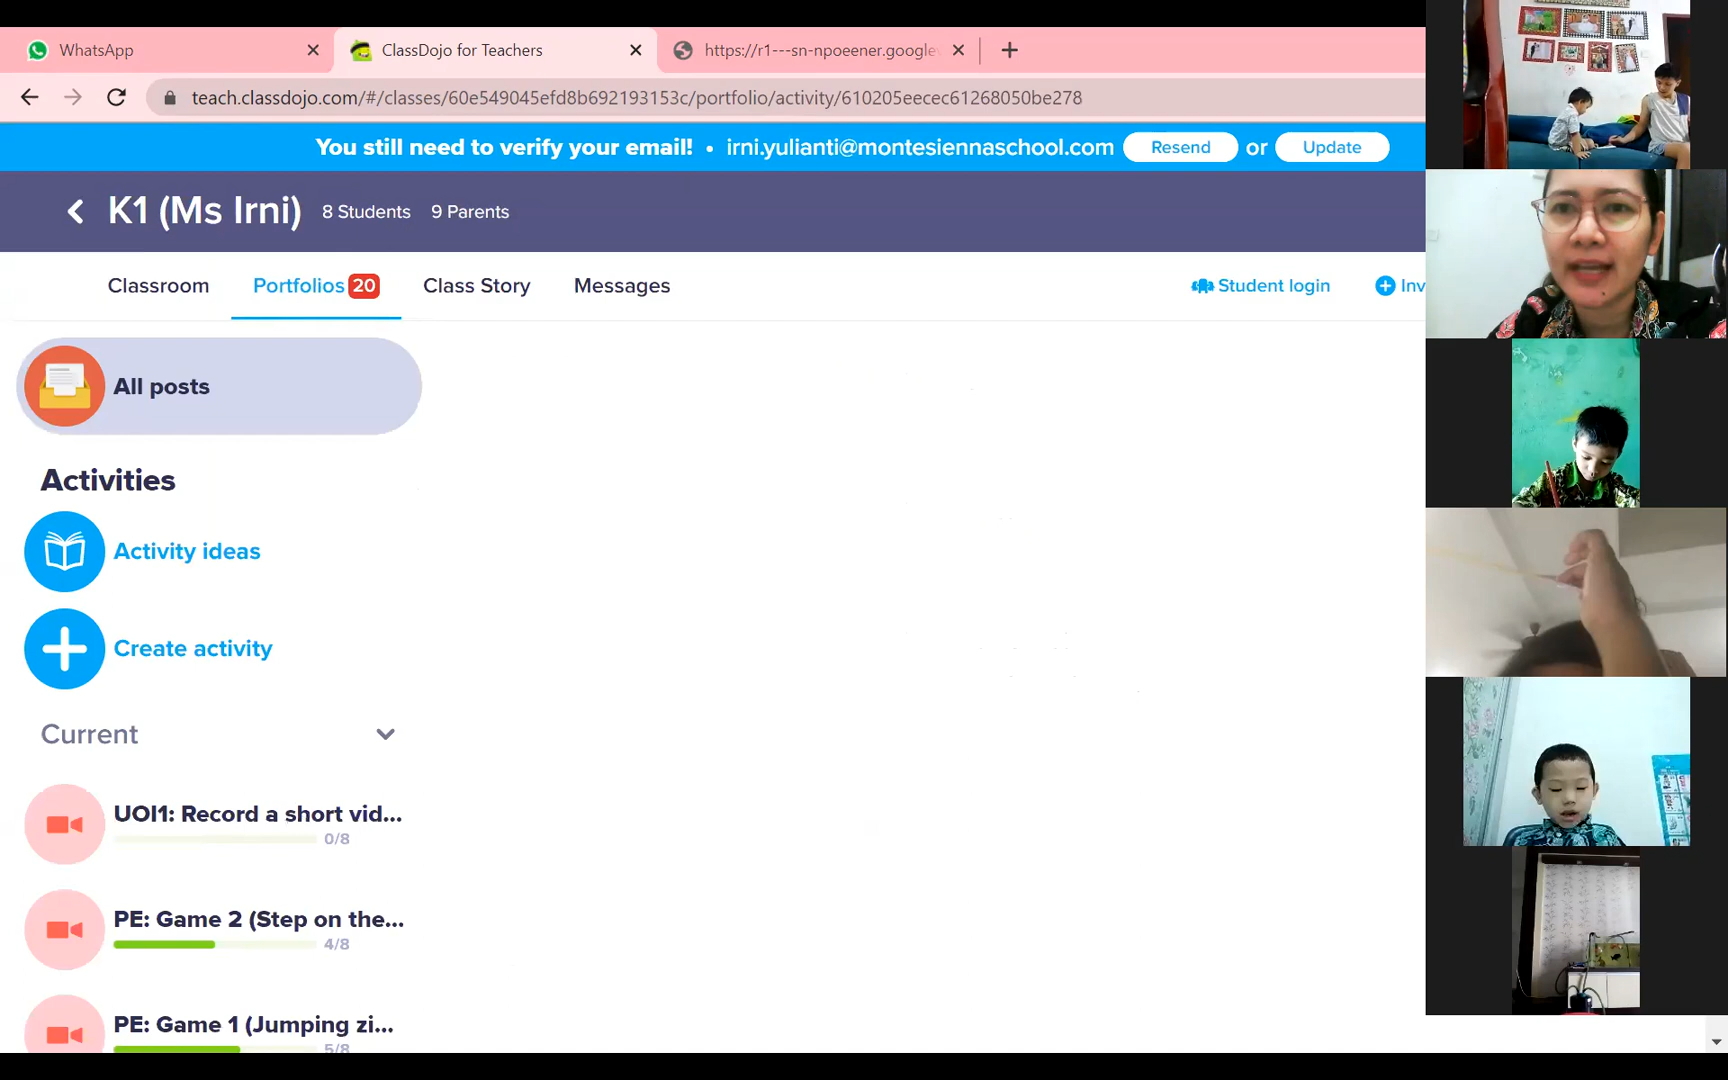 WhatsApp
ClassDojo for Teachers
https://r1---sn-npoeener.google
teach.classdojo.com/#/classes/60e549045efd8b692193153c/portfolio/activity/610205eecec61268050be278
You still need to verify your email! • irni.yulianti@montesiennaschool.com Resend or Update
K1 (Ms Irni) 8 Students 9 Parents
Classroom Portfolios 20 Class Story Messages Student login Inv
All posts
Activities
Activity ideas
Create activity
Current
UOI1: Record a short vid...
0/8
PE: Game 2 (Step on the...
4/8
PE: Game 1 (Jumping zi...
5/8